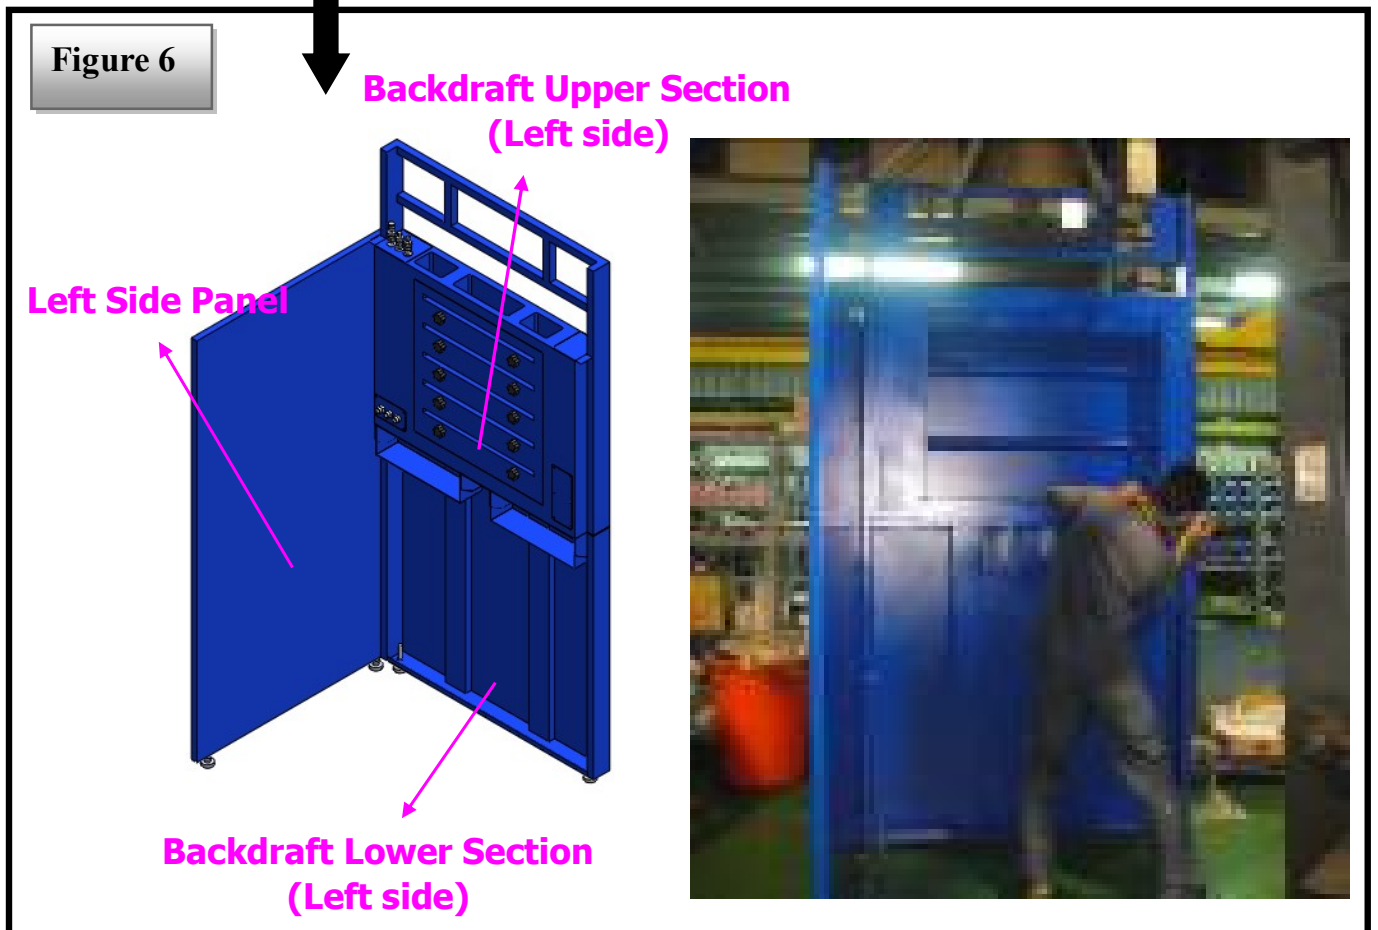 Figure 6
Backdraft Upper Section
(Left side)
Left Side Panel
Backdraft Lower Section
(Left side)